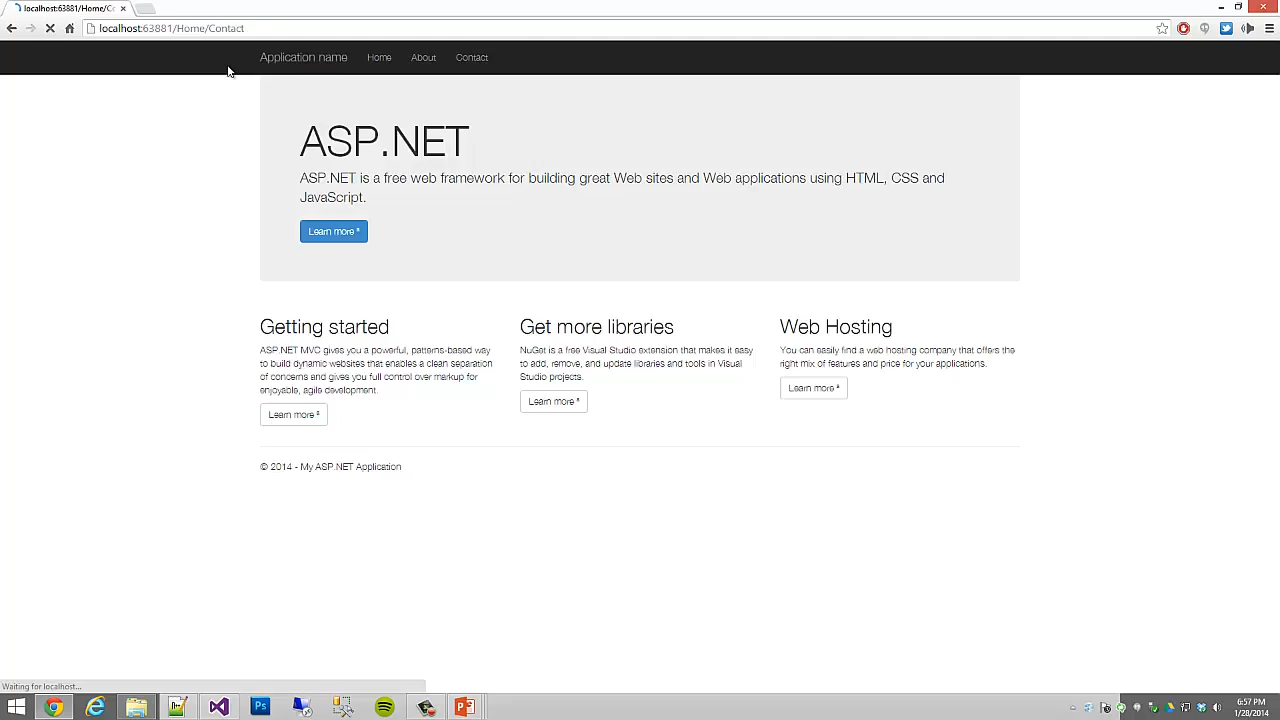 localhost:63881/Home/Co
localhost:63881/Home/Contact
Application name Home About Contact
ASP.NET
ASP.NET is a free web framework for building great Web sites and Web applications using HTML, CSS and
JavaScript.
Learn more »
Getting started
ASP.NET MVC gives you a powerful, patterns-based way
to build dynamic websites that enables a clean separation
of concerns and gives you full control over markup for
enjoyable, agile development.
Learn more »
Get more libraries
NuGet is a free Visual Studio extension that makes it easy
to add, remove, and update libraries and tools in Visual
Studio projects.
Learn more »
Web Hosting
You can easily find a web hosting company that offers the
right mix of features and price for your applications.
Learn more »
© 2014 - My ASP.NET Application
Waiting for localhost...
Ps
6:57 PM
1/28/2014